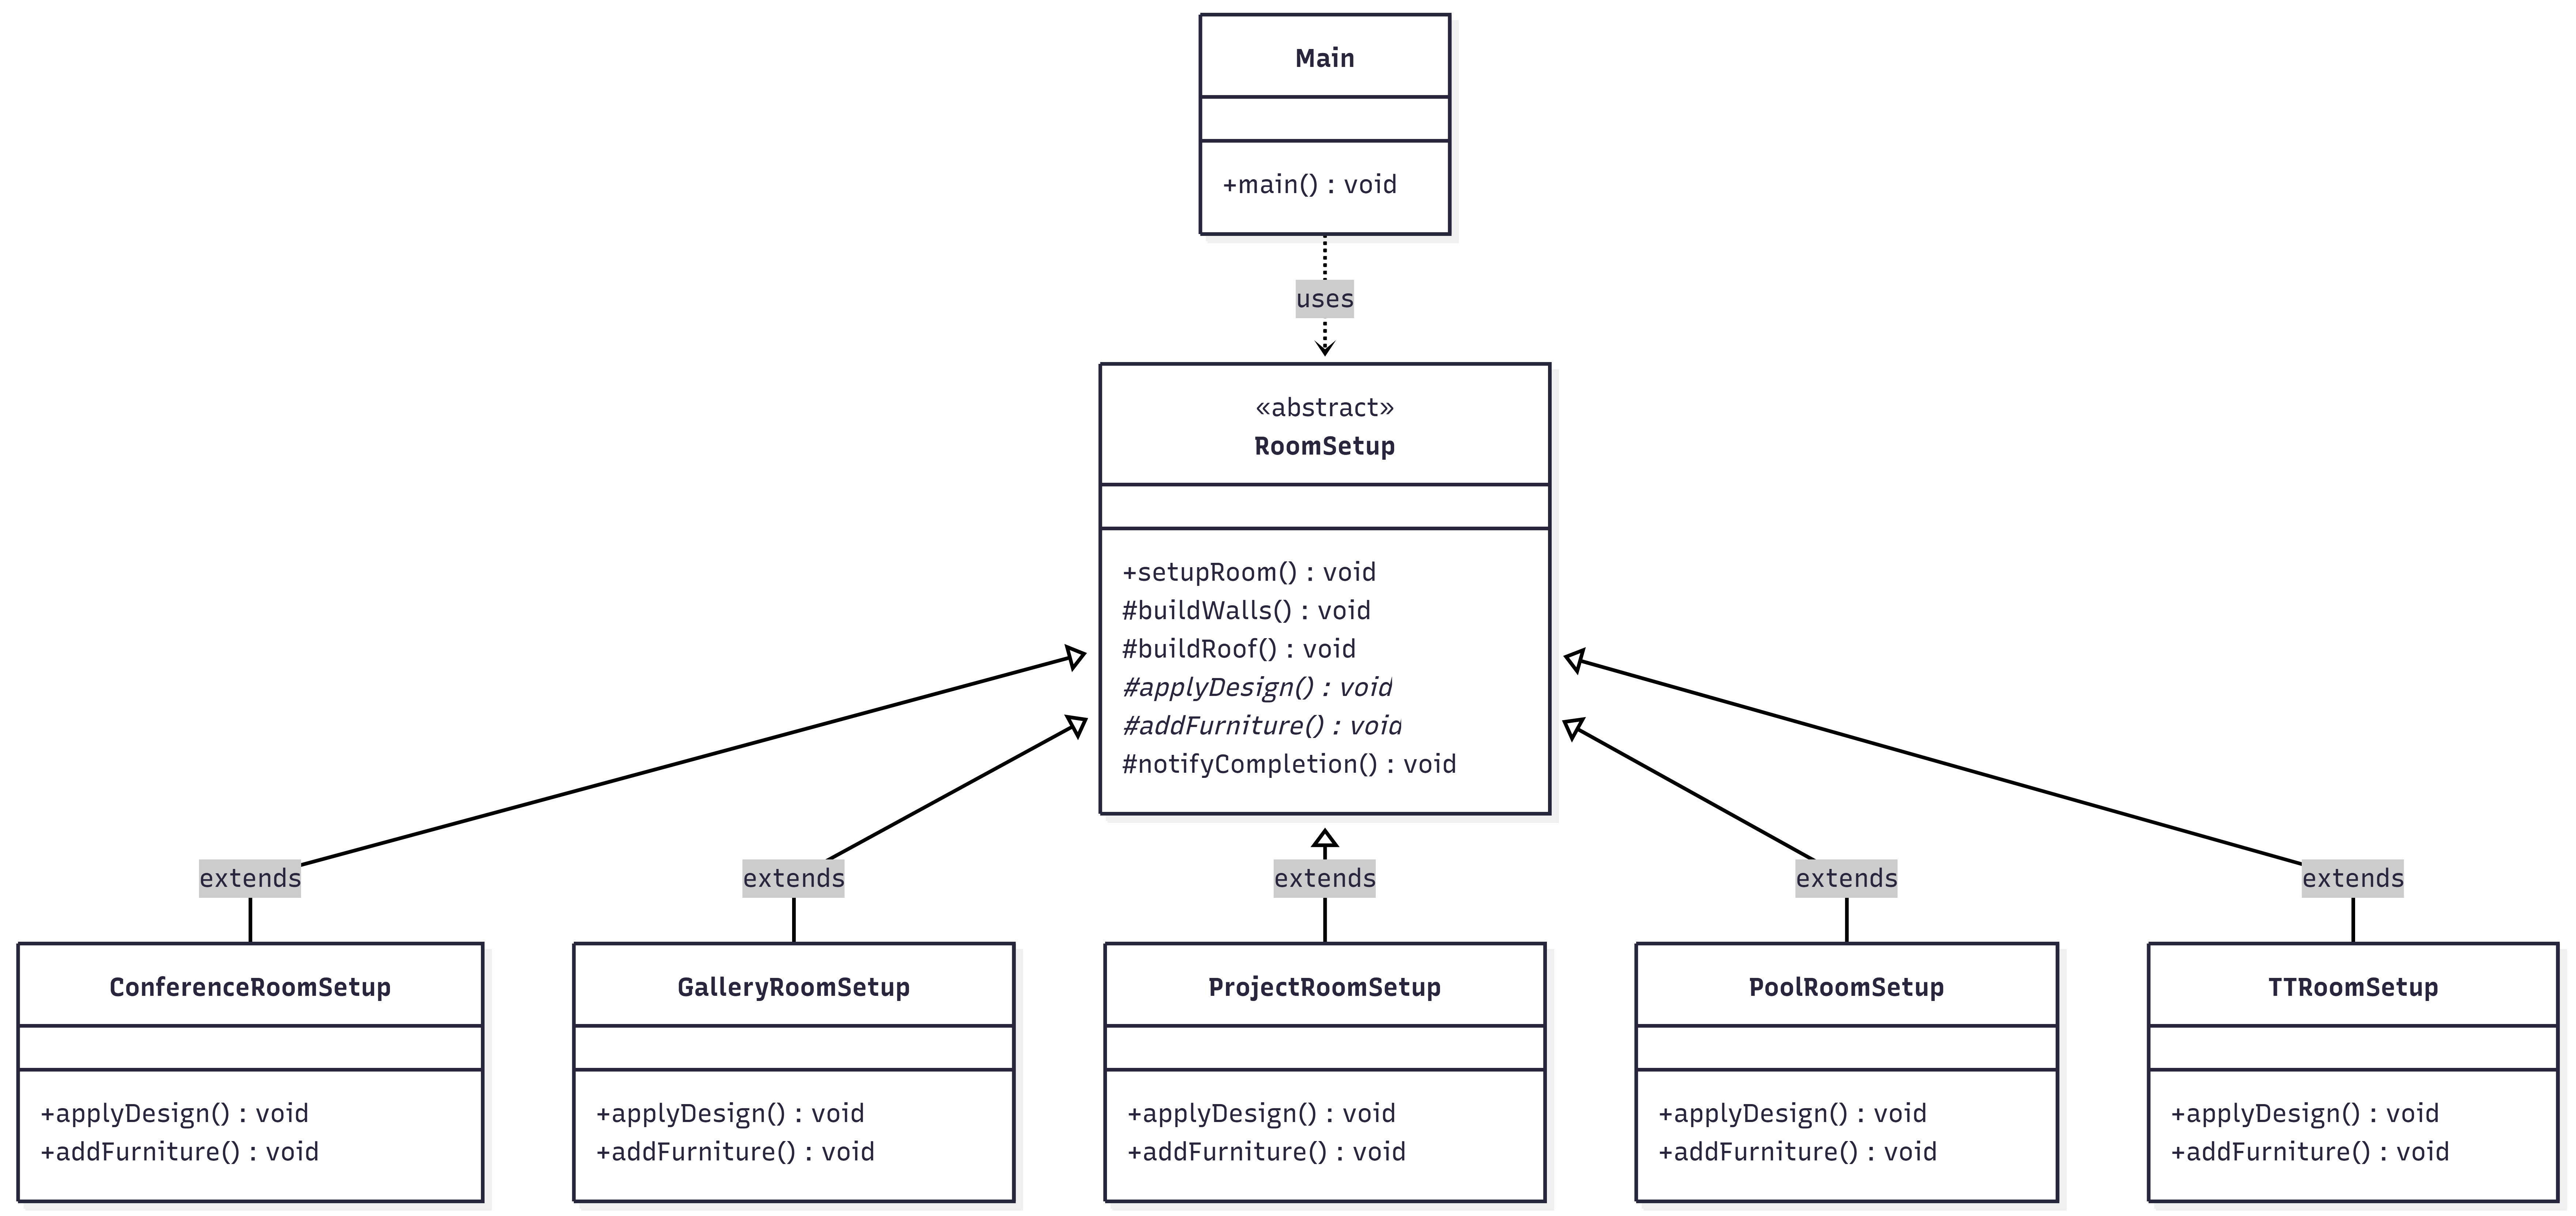 Main
+main() : void
uses
«abstract»
RoomSetup
+setupRoom() : void
#buildWalls() : void
#buildRoof() : void
#applyDesign() : void
#addFurniture() : void
#notifyCompletion() : void
extends
extends
extends
extends
extends
ConferenceRoomSetup
+applyDesign() : void
+addFurniture() : void
GalleryRoomSetup
+applyDesign() : void
+addFurniture() : void
ProjectRoomSetup
+applyDesign() : void
+addFurniture() : void
PoolRoomSetup
+applyDesign() : void
+addFurniture() : void
TTRoomSetup
+applyDesign() : void
+addFurniture() : void